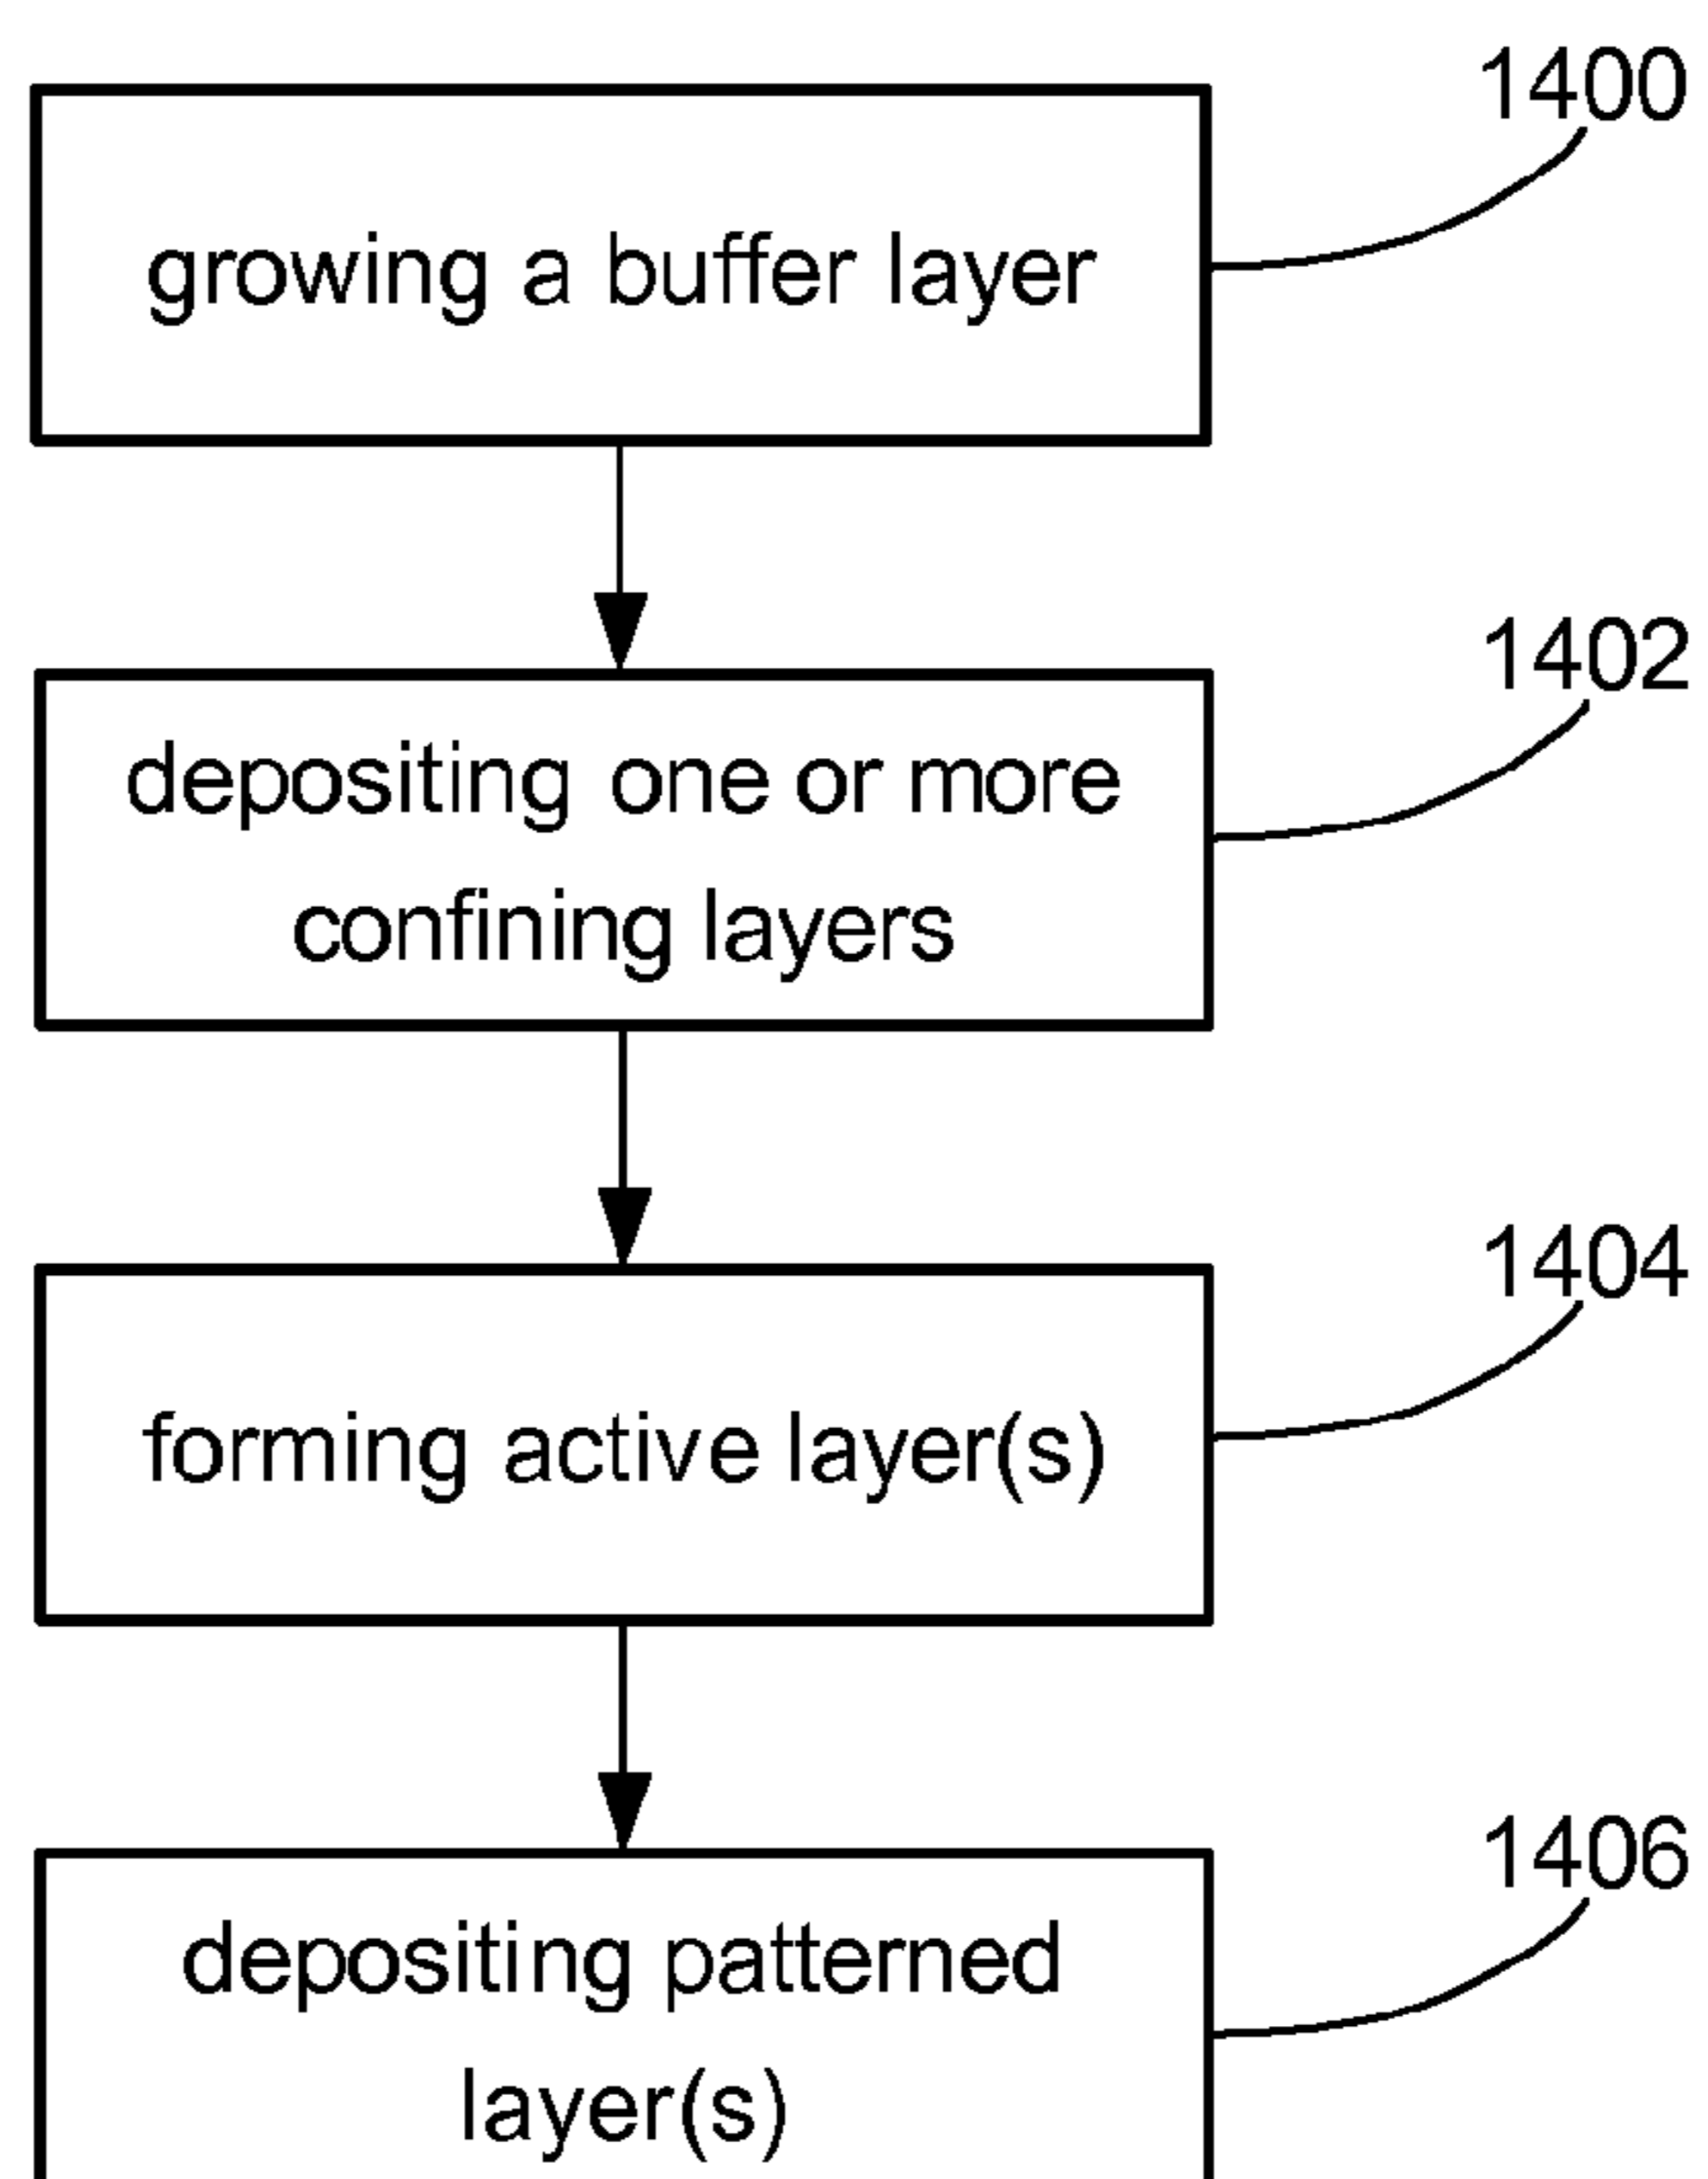 1400
growing a buffer layer
1402
depositing one or more
confining layers
1404
forming active layer(s)
1406
depositing patterned
layer(s)